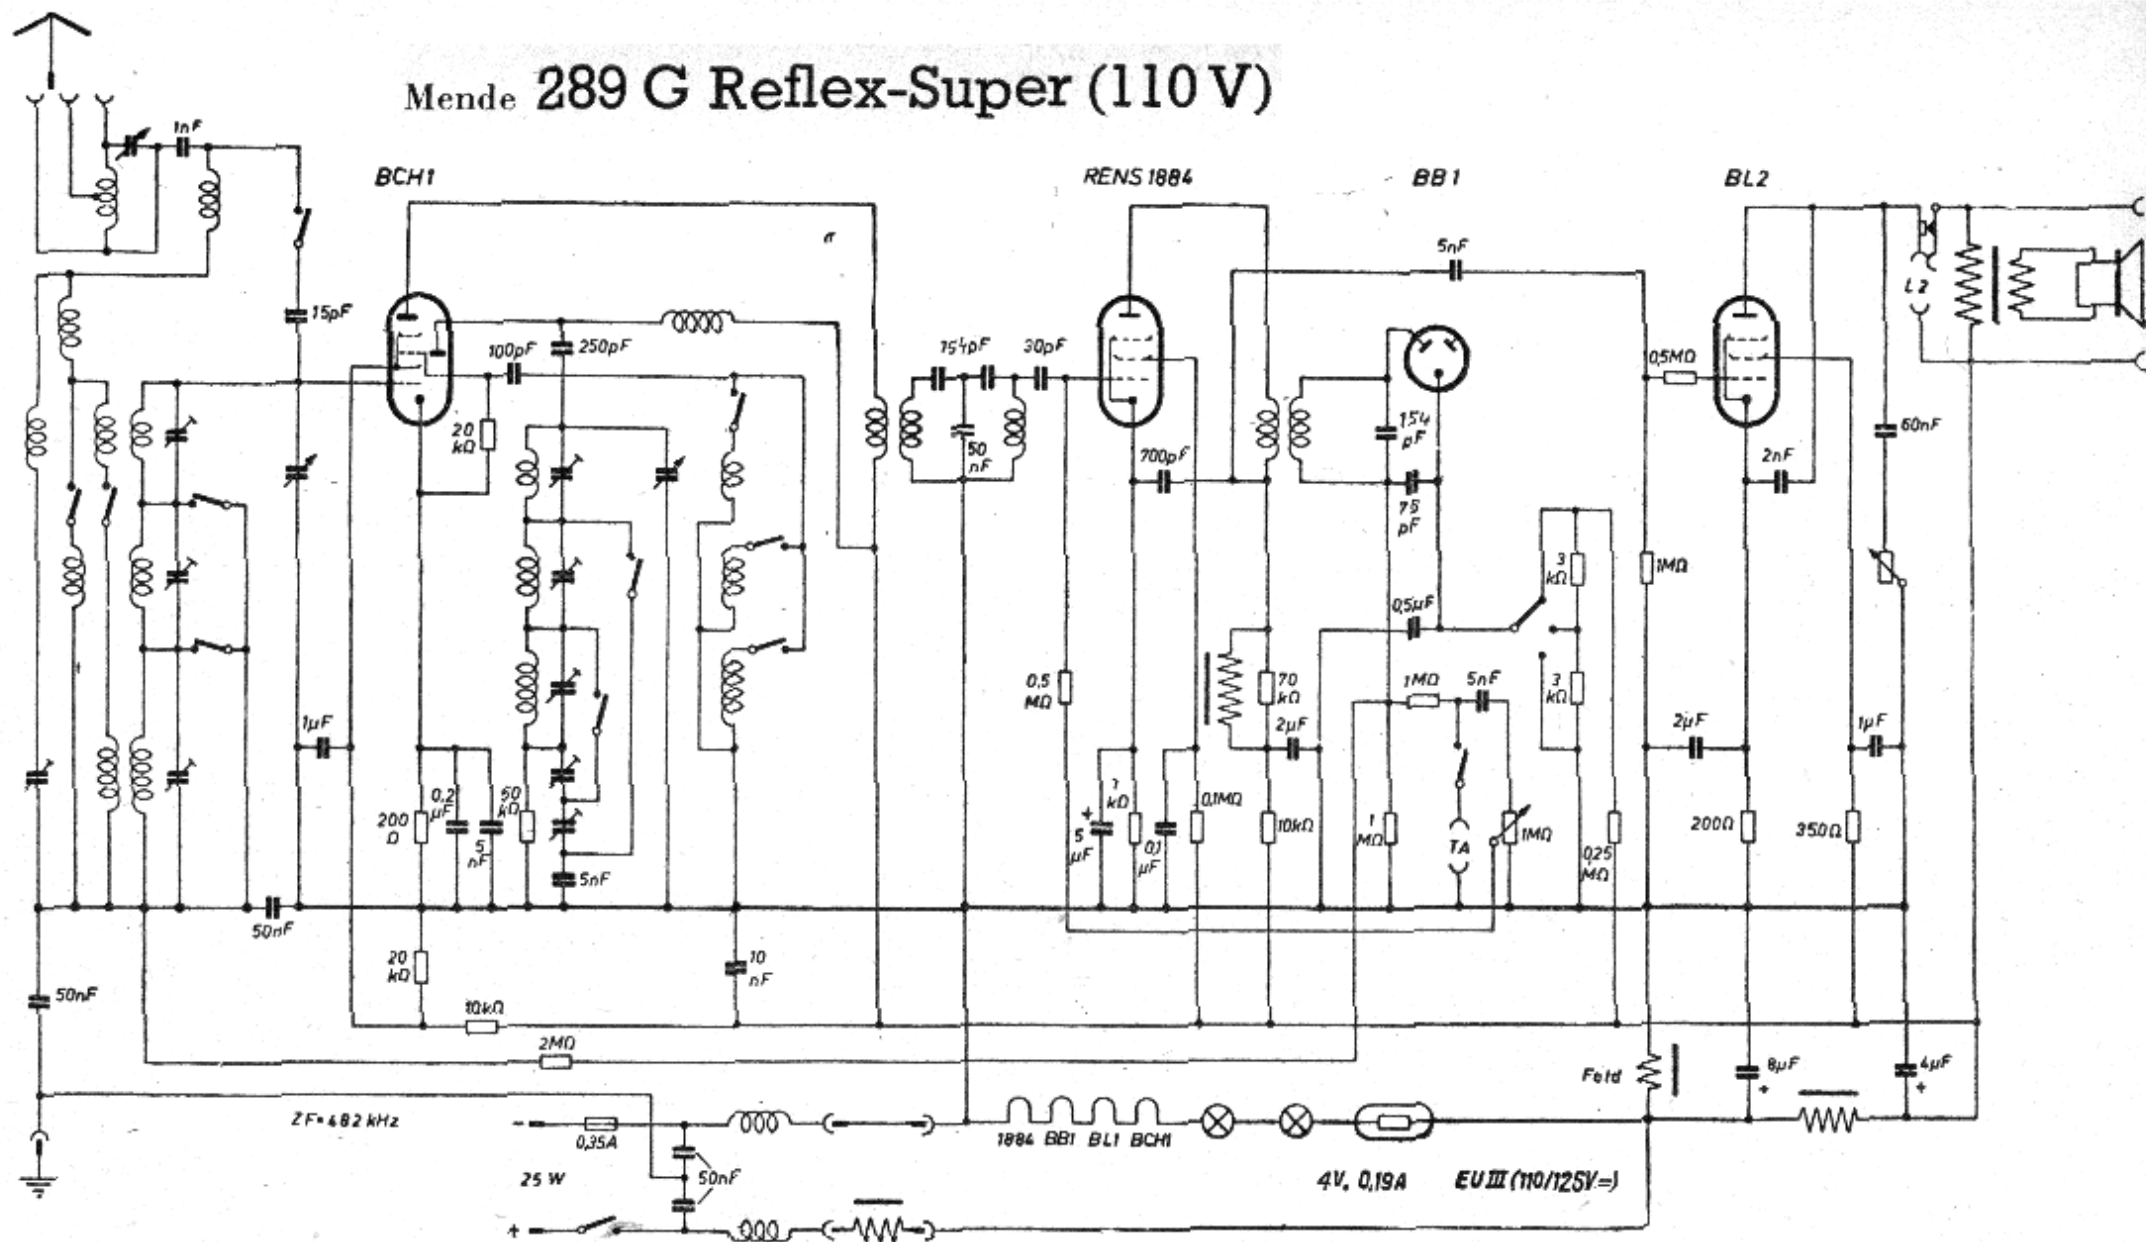 Mende 289 G Reflex-Super (110 V)
1nF
BCH1
RENS 1884
BB1
BL2
5nF
L2
15pF
100pF
250pF
154pF
30pF
0,5MΩ
20
kΩ
50
nF
700pF
154
pF
75
pF
2nF
60nF
3
kΩ
1MΩ
0,5µF
0,5
MΩ
70
kΩ
1MΩ
5nF
3
kΩ
1µF
2µF
2µF
1µF
200
Ω
0,2
µF
5
nF
50
kΩ
5nF
+
5
µF
1
kΩ
0,1
µF
0,1MΩ
10kΩ
1
MΩ
TA
1MΩ
0,25
MΩ
200Ω
350Ω
50nF
20
kΩ
10
nF
50nF
10kΩ
2MΩ
Feld
8µF
+
4µF
+
ZF=482 kHz
-
0,35A
1884 BB1 BL1 BCH1
25 W
50nF
4V, 0,19A
EU III (110/125V=)
+